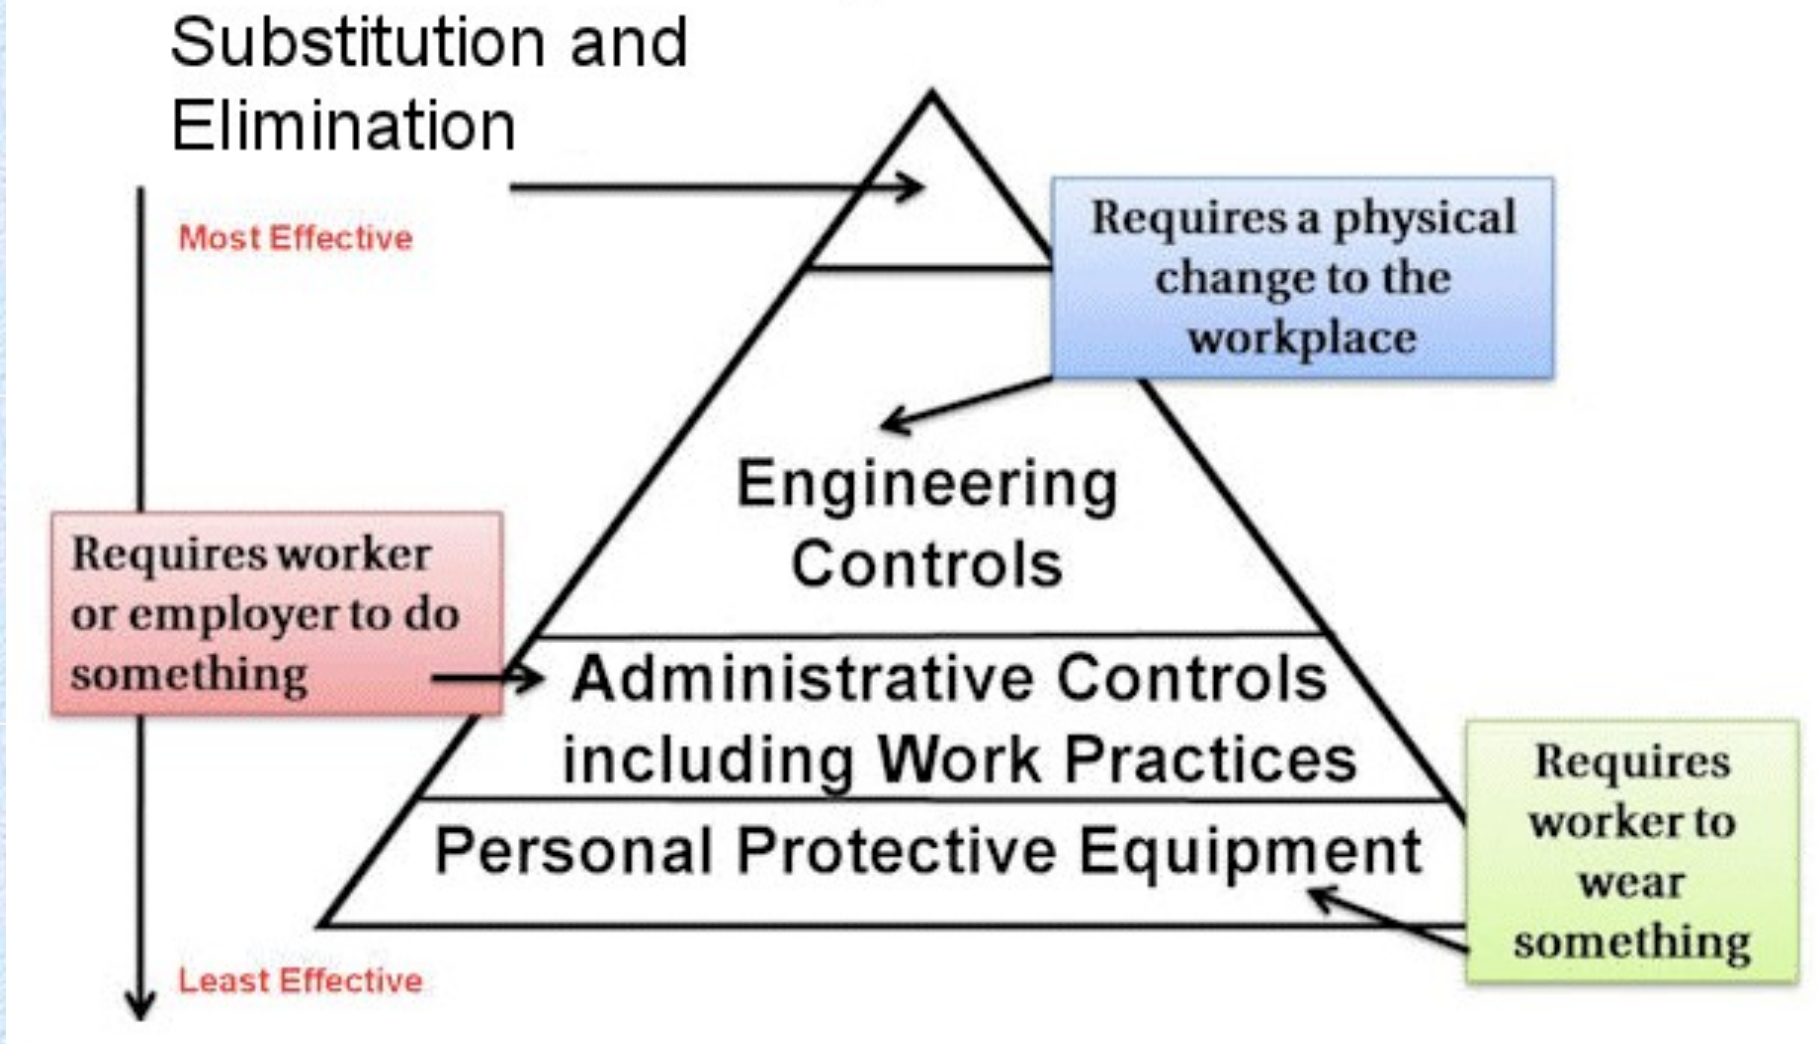 Substitution and
Elimination
Most Effective
Requires a physical
change to the
workplace
Engineering
Controls
Requires worker
or employer to do
something
Administrative Controls
including Work Practices
Personal Protective Equipment
Requires
worker to
wear
something
Least Effective